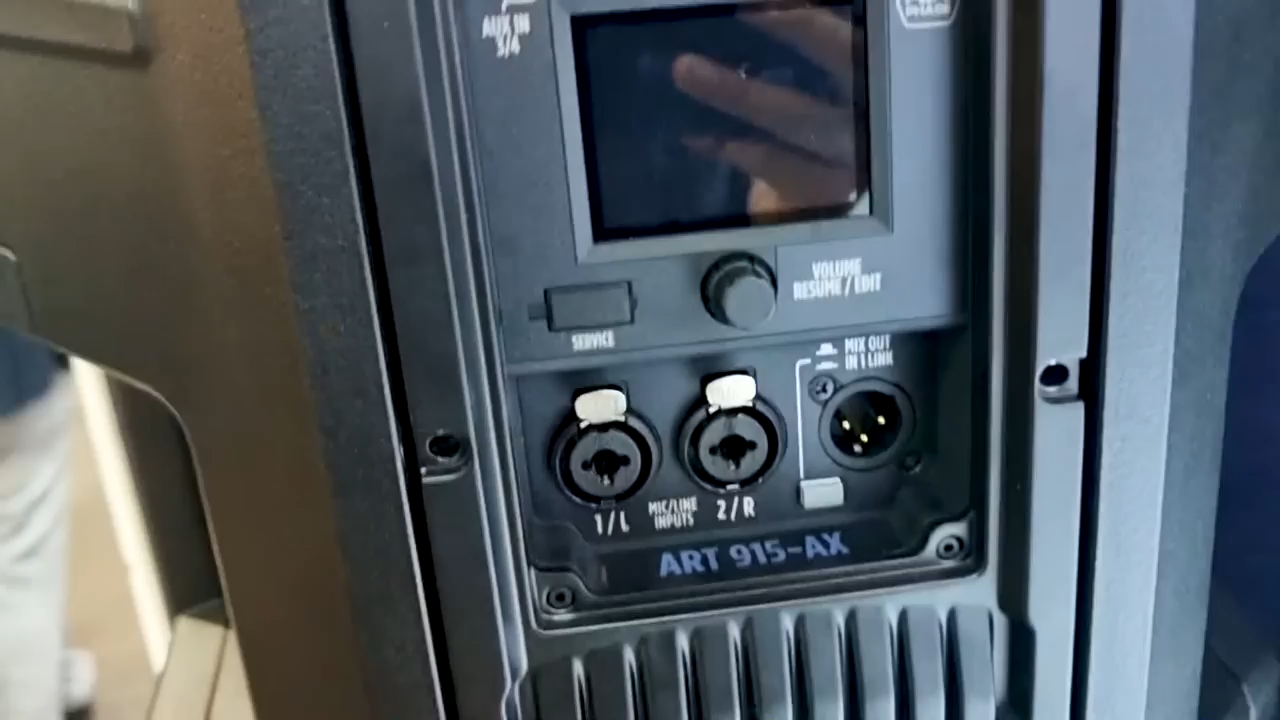 AUX IN
3/4
VOLUME
RESUME / EDIT
SERVICE
MIX OUT
IN 1 LINK
1/L
MIC/LINE
INPUTS
2/R
ART 915-AX